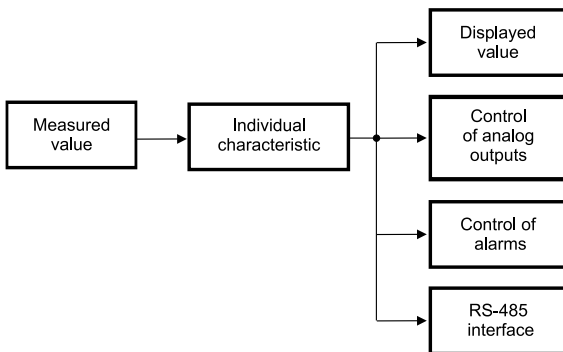 Measured
value
Individual
characteristic
Displayed
value
Control
of analog
outputs
Control of
alarms
RS-485
interface